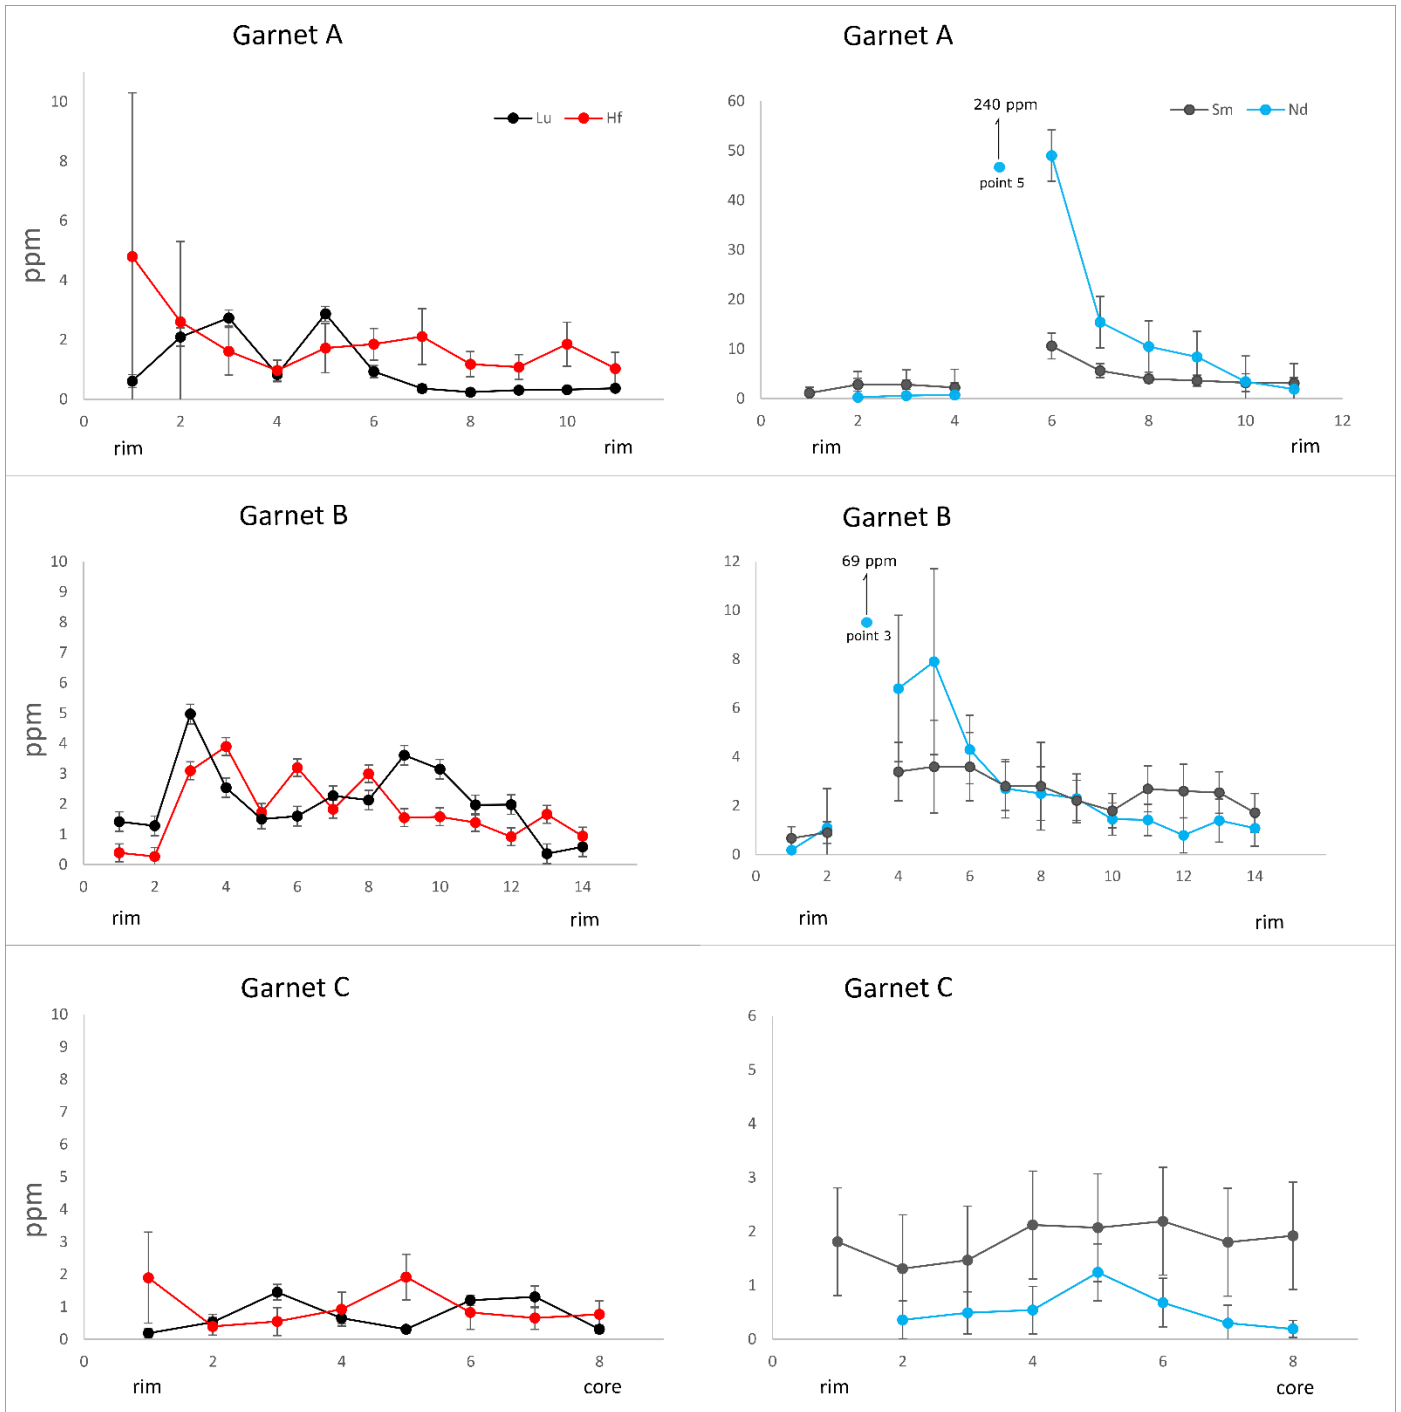 Garnet A
10
8
6
4
2
0
ppm
Lu Hf
0 2 4 6 8 10
rim rim
Garnet A
60
50
40
30
20
10
0
240 ppm
point 5
Sm Nd
0 2 4 6 8 10 12
rim rim
Garnet B
10
9
8
7
6
5
4
3
2
1
0
ppm
0 2 4 6 8 10 12 14
rim rim
Garnet B
12
10
8
6
4
2
0
69 ppm
point 3
0 2 4 6 8 10 12 14
rim rim
Garnet C
10
9
8
7
6
5
4
3
2
1
0
ppm
0 2 4 6 8
rim core
Garnet C
6
5
4
3
2
1
0
0 2 4 6 8
rim core